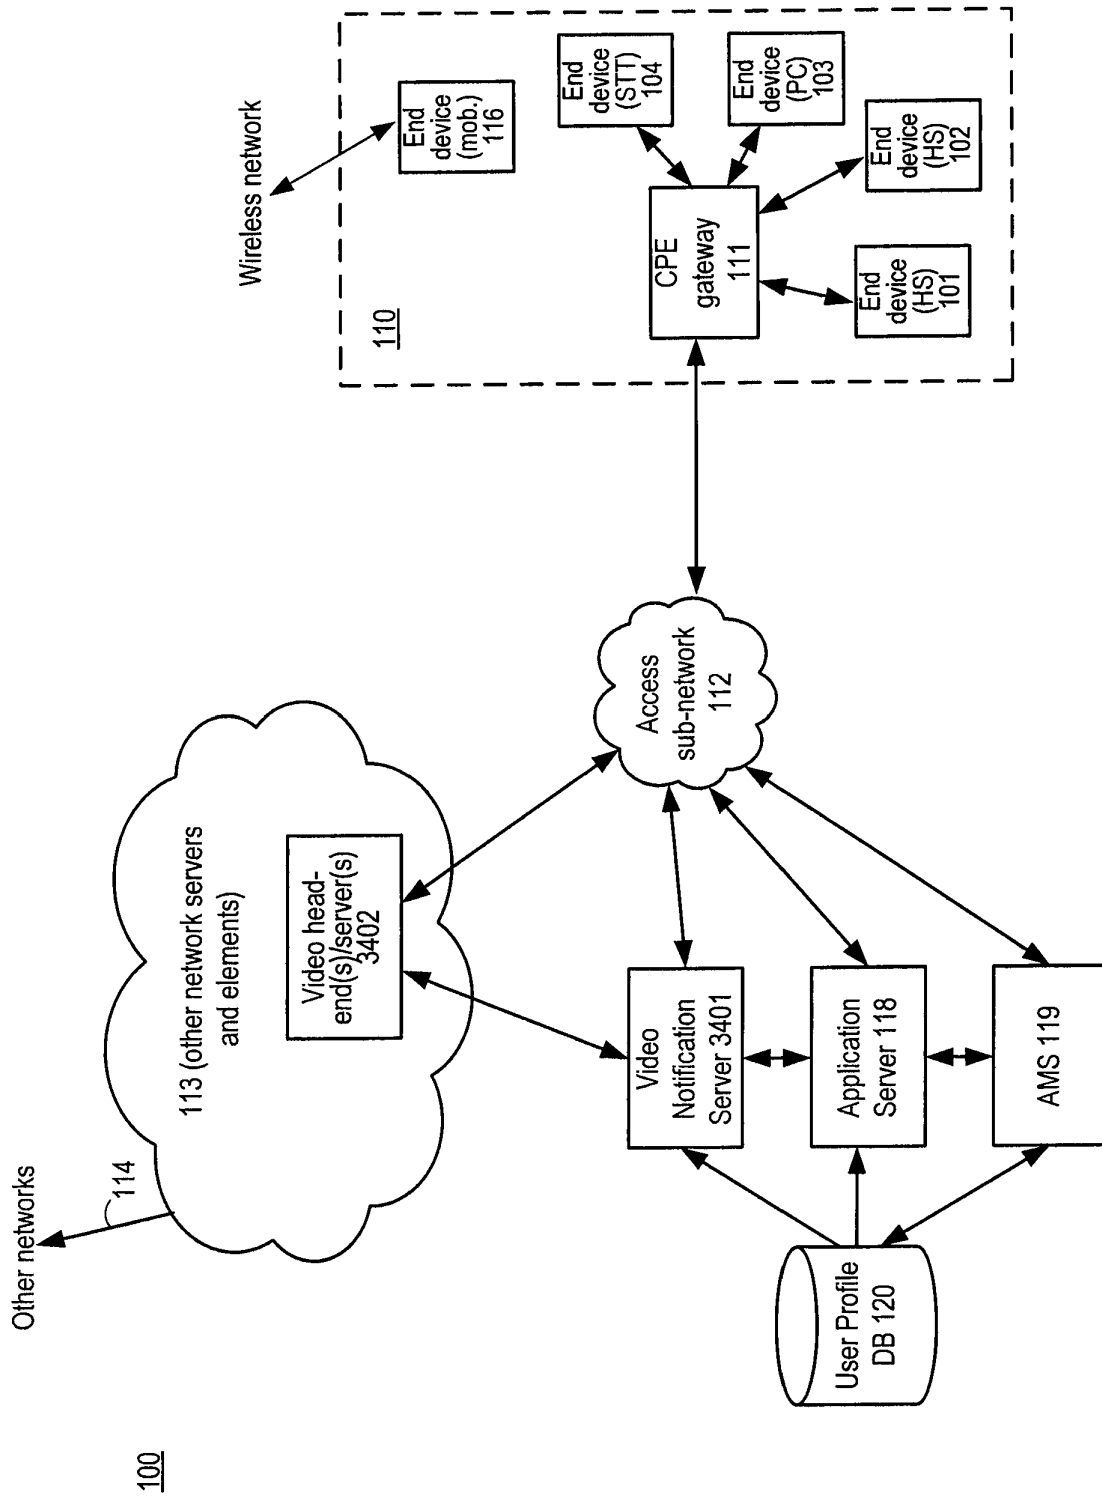 100
Other networks
114
113 (other network servers
and elements)
Video head-
end(s)/server(s)
3402
User Profile
DB 120
Video
Notification
Server 3401
Application
Server 118
AMS 119
Access
sub-network
112
Wireless network
110
End
device
(mob.)
116
CPE
gateway
111
End
device
(STT)
104
End
device
(PC)
103
End
device
(HS)
102
End
device
(HS)
101